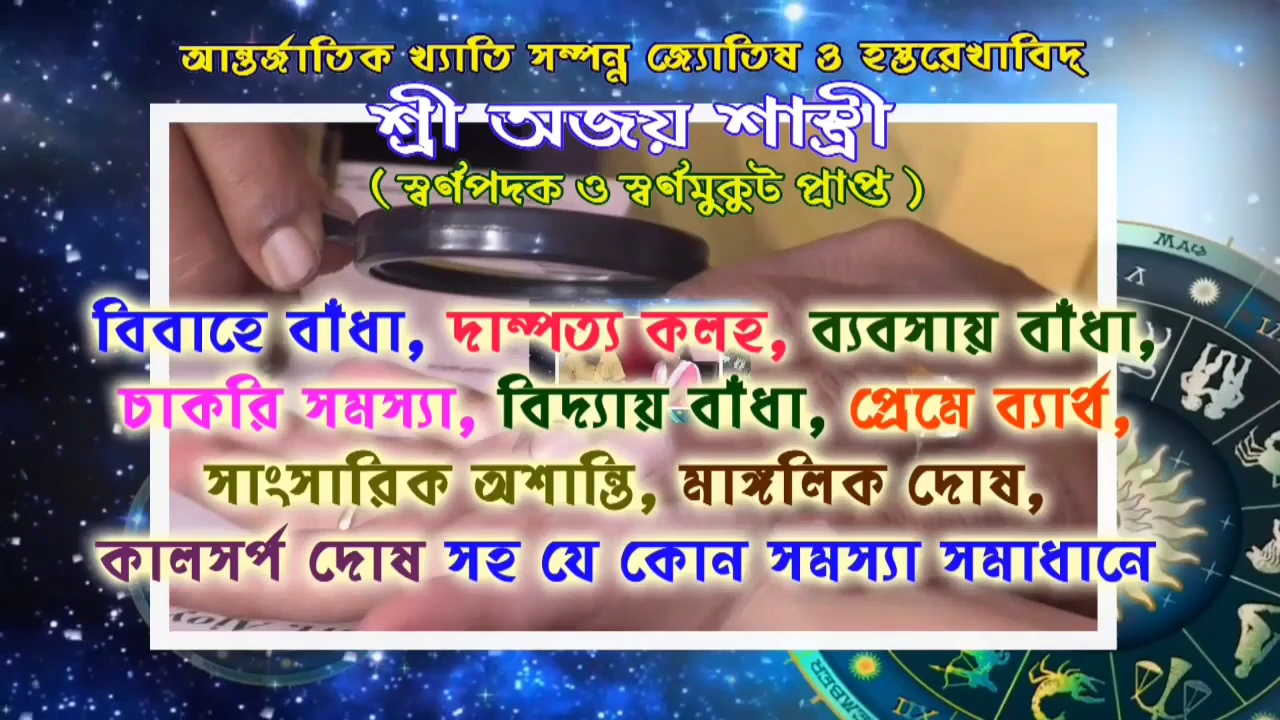 আন্তর্জাতিক খ্যাতি সম্পন্ন জ্যোতিষ ও হস্তরেখাবিদ্
শ্রী অজয় শাস্ত্রী
( স্বর্ণপদক ও স্বর্ণমুকুট প্রাপ্ত )
বিবাহে বাঁধা, দাম্পত্য কলহ, ব্যবসায় বাঁধা,
চাকরি সমস্যা, বিদ্যায় বাঁধা, প্রেমে ব্যার্থ,
সাংসারিক অশান্তি, মাঙ্গলিক দোষ,
কালসর্প দোষ সহ যে কোন সমস্যা সমাধানে